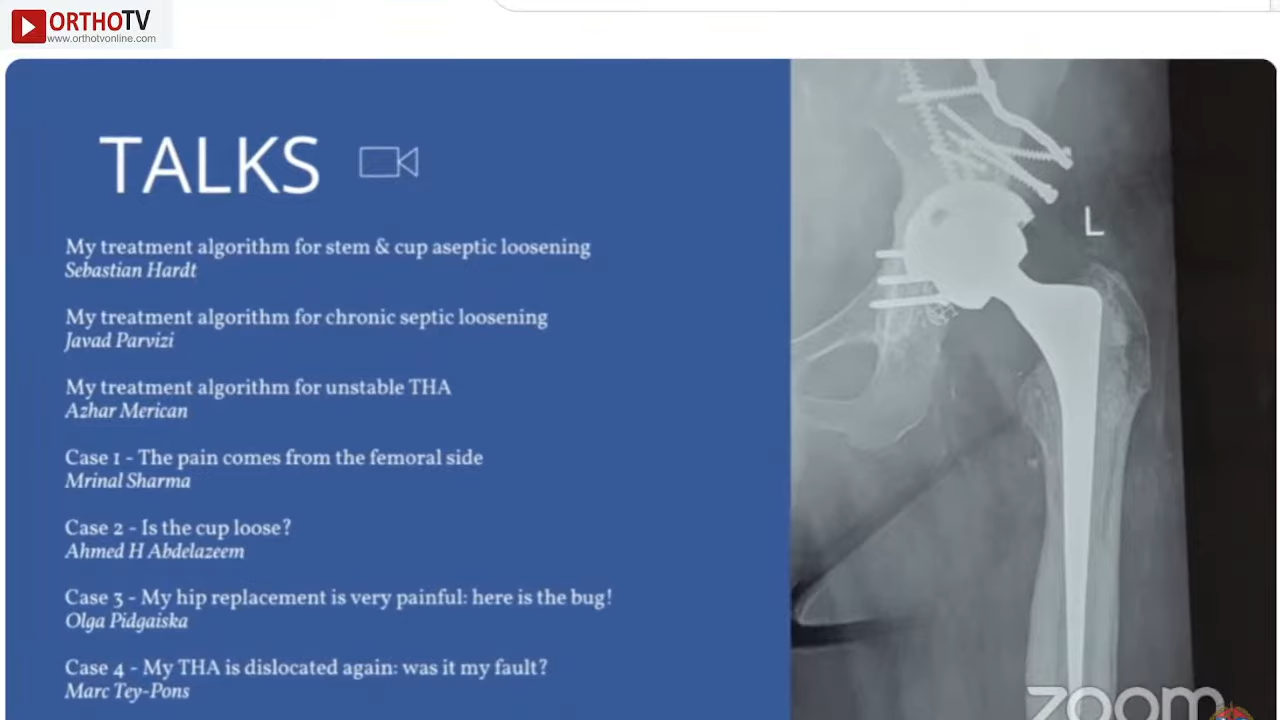 ORTHOTV
www.orthotvonline.com
TALKS
My treatment algorithm for stem & cup aseptic loosening
Sebastian Hardt
My treatment algorithm for chronic septic loosening
Javad Parvizi
My treatment algorithm for unstable THA
Azhar Merican
Case 1 - The pain comes from the femoral side
Mrinal Sharma
Case 2 - Is the cup loose?
Ahmed H Abdelazeem
Case 3 - My hip replacement is very painful: here is the bug!
Olga Pidgaiska
Case 4 - My THA is dislocated again: was it my fault?
Marc Tey-Pons
L
zoom